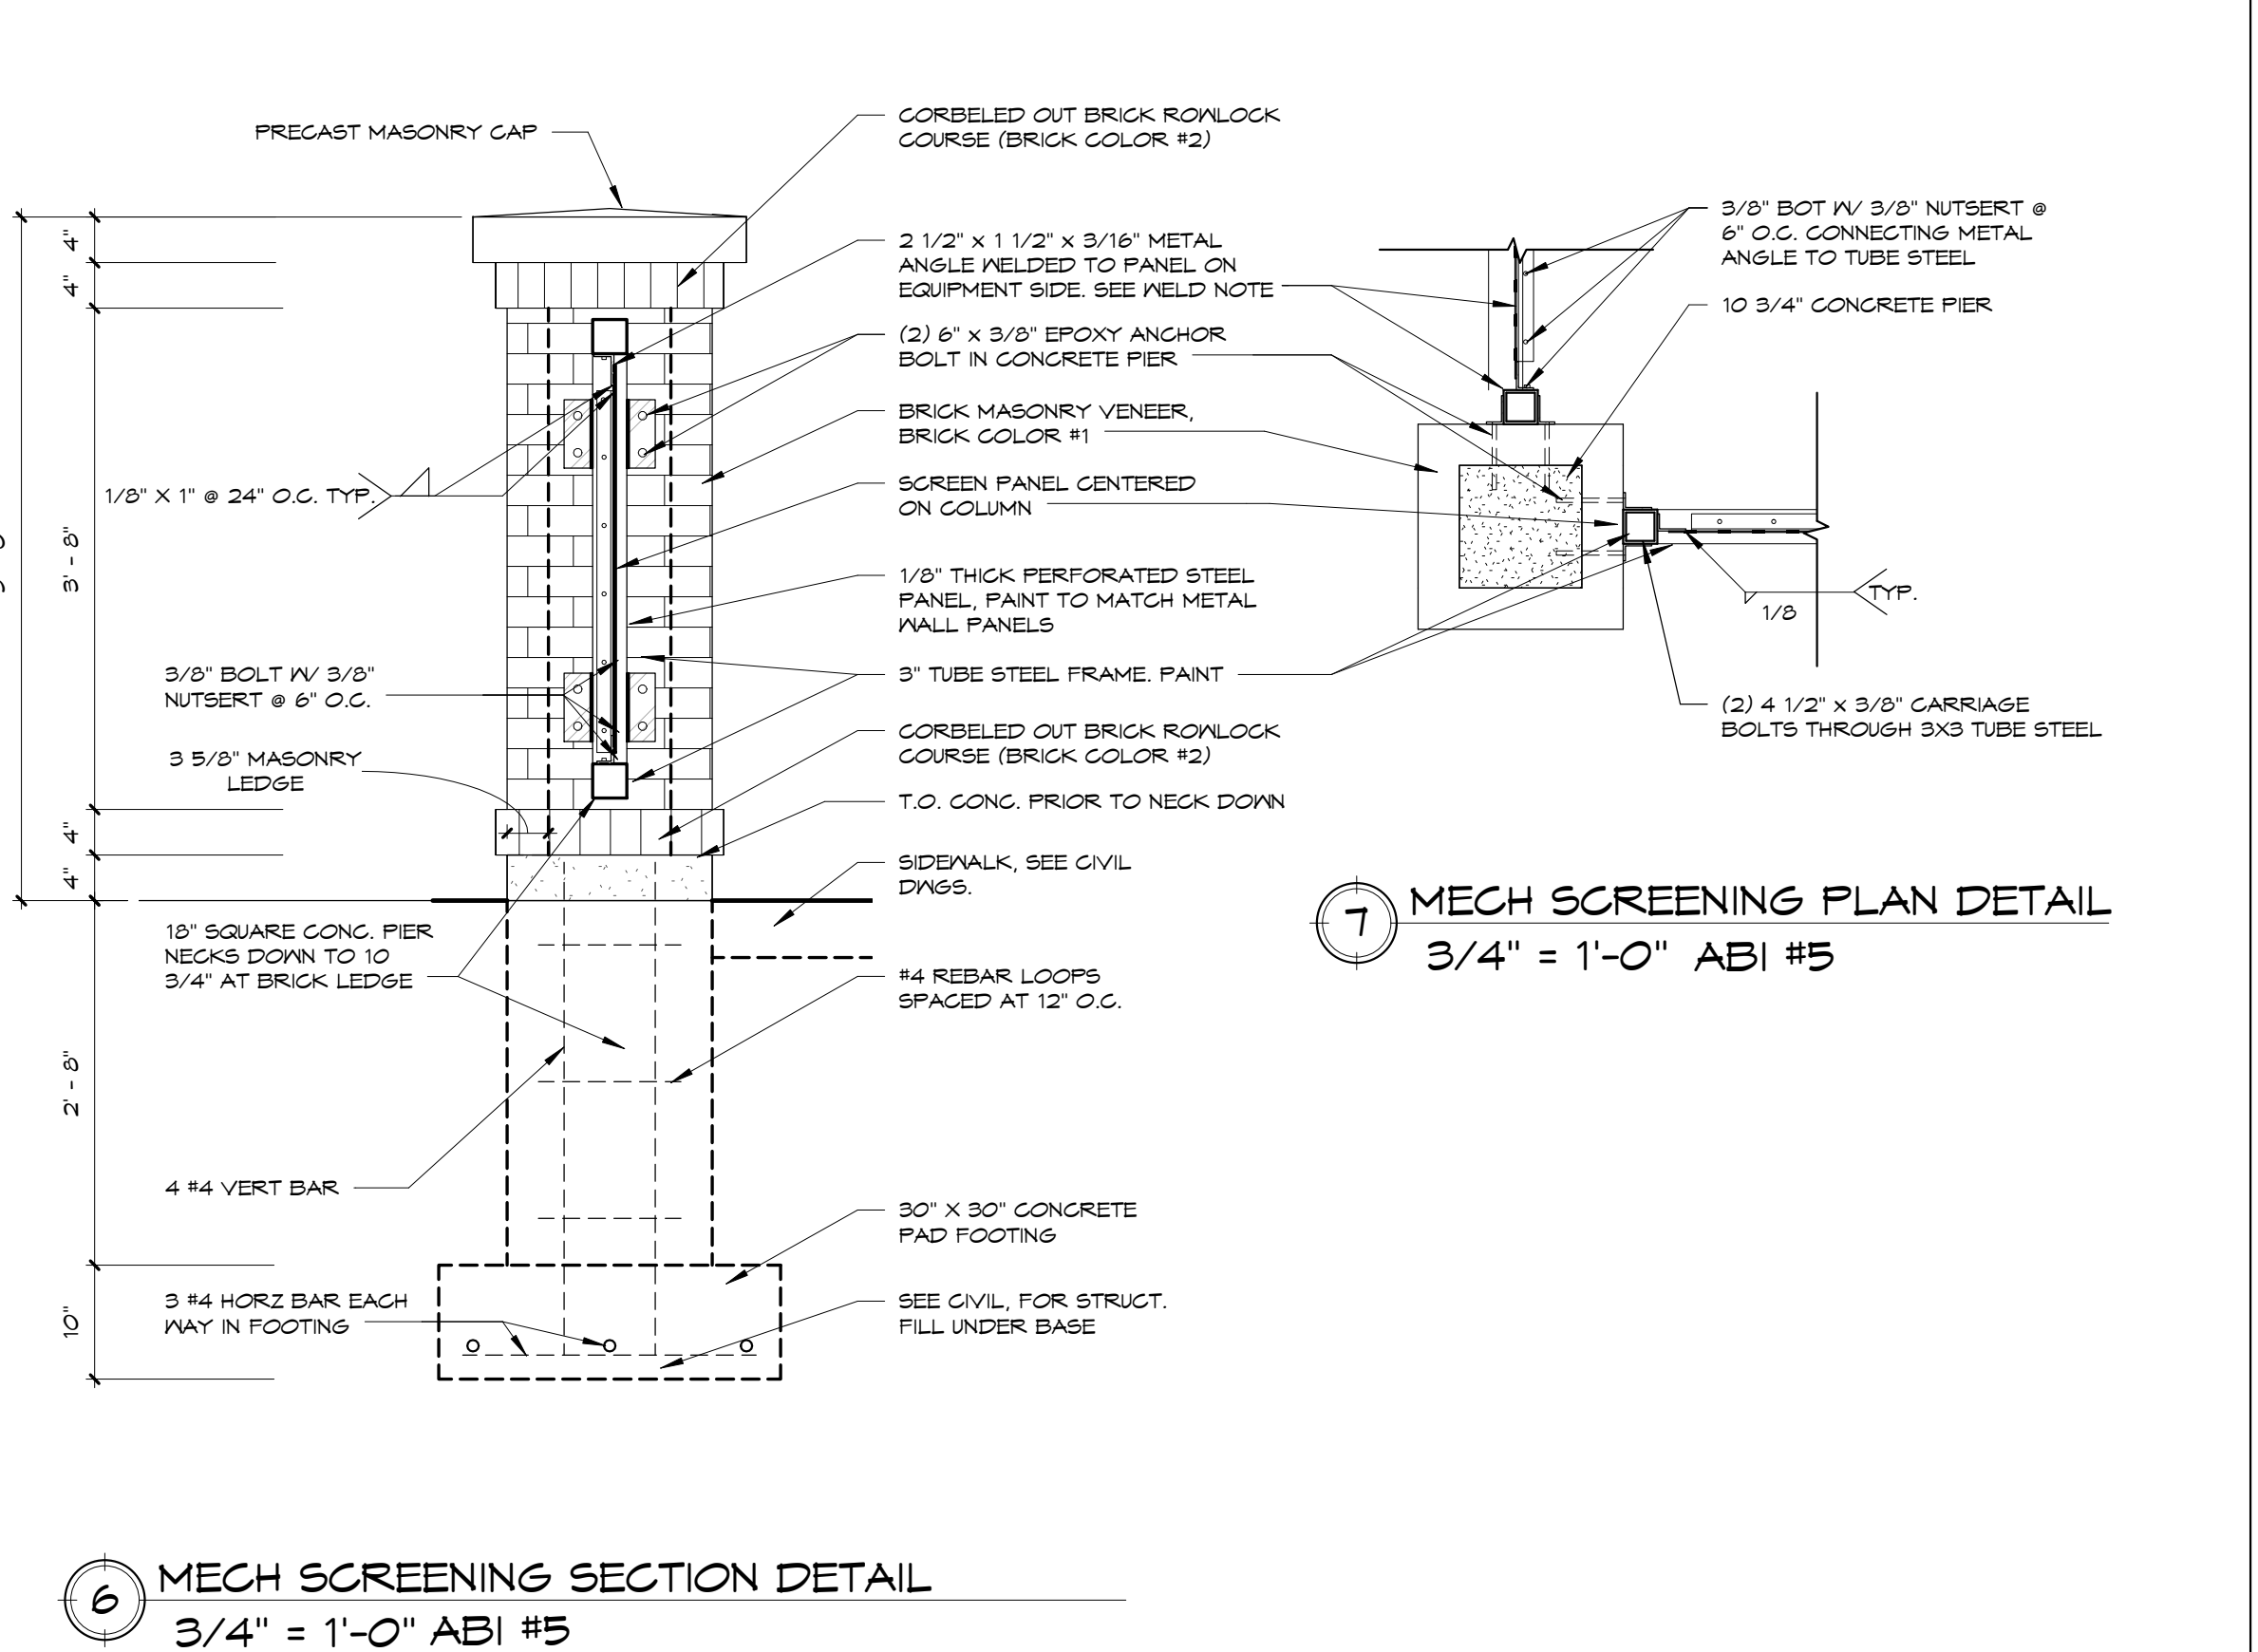 PRECAST MASONRY CAP
CORBELED OUT BRICK ROWLOCK
COURSE (BRICK COLOR #2)
2 1/2" x 1 1/2" x 3/16" METAL
ANGLE WELDED TO PANEL ON
EQUIPMENT SIDE. SEE WELD NOTE
(2) 6" x 3/8" EPOXY ANCHOR
BOLT IN CONCRETE PIER
BRICK MASONRY VENEER,
BRICK COLOR #1
SCREEN PANEL CENTERED
ON COLUMN
1/8" THICK PERFORATED STEEL
PANEL, PAINT TO MATCH METAL
WALL PANELS
3" TUBE STEEL FRAME. PAINT
CORBELED OUT BRICK ROWLOCK
COURSE (BRICK COLOR #2)
T.O. CONC. PRIOR TO NECK DOWN
SIDEWALK, SEE CIVIL
DWGS.
#4 REBAR LOOPS
SPACED AT 12" O.C.
30" X 30" CONCRETE
PAD FOOTING
SEE CIVIL, FOR STRUCT.
FILL UNDER BASE
4"
4"
3' - 8"
4"
4"
2' - 8"
10"
1/8" X 1" @ 24" O.C. TYP.
3/8" BOLT W/ 3/8"
NUTSERT @ 6" O.C.
3 5/8" MASONRY
LEDGE
18" SQUARE CONC. PIER
NECKS DOWN TO 10
3/4" AT BRICK LEDGE
4 #4 VERT BAR
3 #4 HORZ BAR EACH
WAY IN FOOTING
6
MECH SCREENING SECTION DETAIL
3/4" = 1'-0" ABI #5
3/8" BOT W/ 3/8" NUTSERT @
6" O.C. CONNECTING METAL
ANGLE TO TUBE STEEL
10 3/4" CONCRETE PIER
1/8
TYP.
(2) 4 1/2" x 3/8" CARRIAGE
BOLTS THROUGH 3X3 TUBE STEEL
7
MECH SCREENING PLAN DETAIL
3/4" = 1'-0" ABI #5